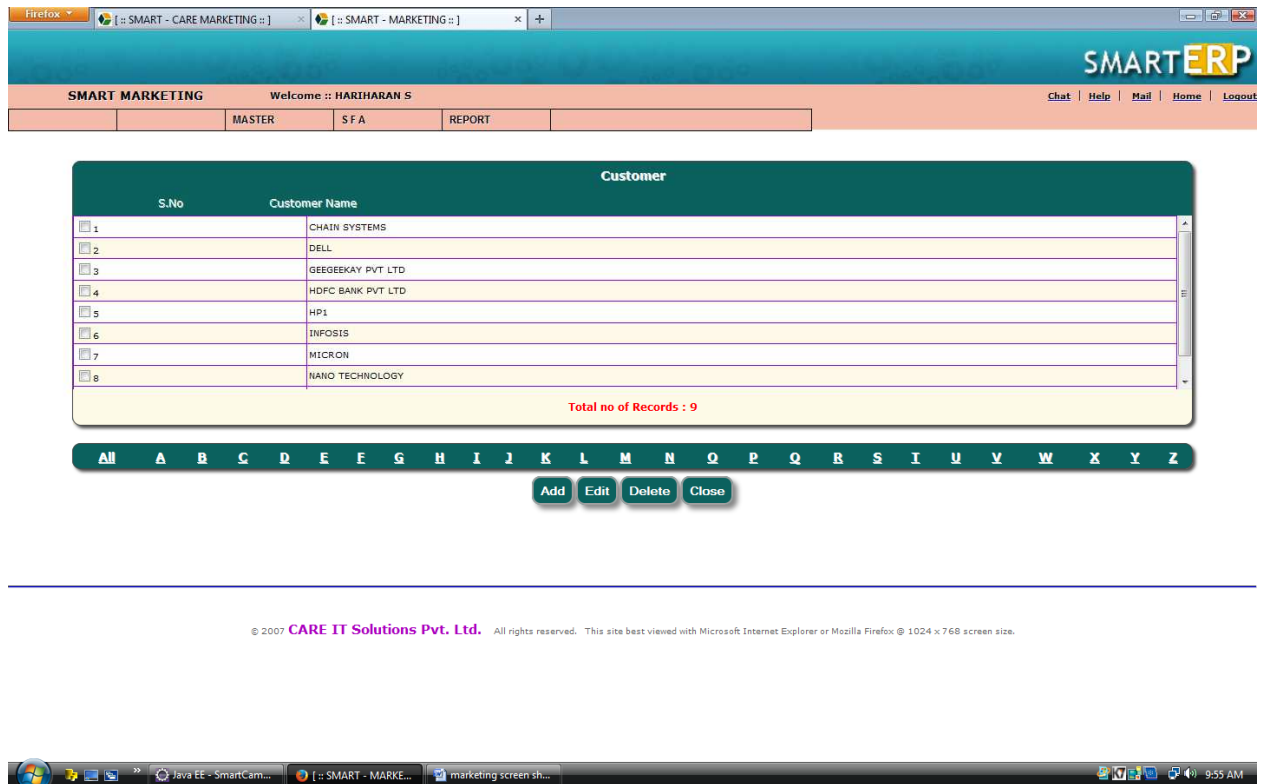 Firefox
[ :: SMART - CARE MARKETING :: ] × [ :: SMART - MARKETING :: ] × +
SMARTERP
SMART MARKETING Welcome :: HARIHARAN S Chat | Help | Mail | Home | Logout
MASTER S F A REPORT
Customer
S.No Customer Name
1 CHAIN SYSTEMS
2 DELL
3 GEEGEEKAY PVT LTD
4 HDFC BANK PVT LTD
5 HP1
6 INFOSIS
7 MICRON
8 NANO TECHNOLOGY
Total no of Records : 9
All A B C D E F G H I J K L M N O P Q R S T U V W X Y Z
Add Edit Delete Close
© 2007 CARE IT Solutions Pvt. Ltd. All rights reserved. This site best viewed with Microsoft Internet Explorer or Mozilla Firefox @ 1024 x 768 screen size.
» Java EE - SmartCam... [ :: SMART - MARKE... marketing screen sh... 9:55 AM